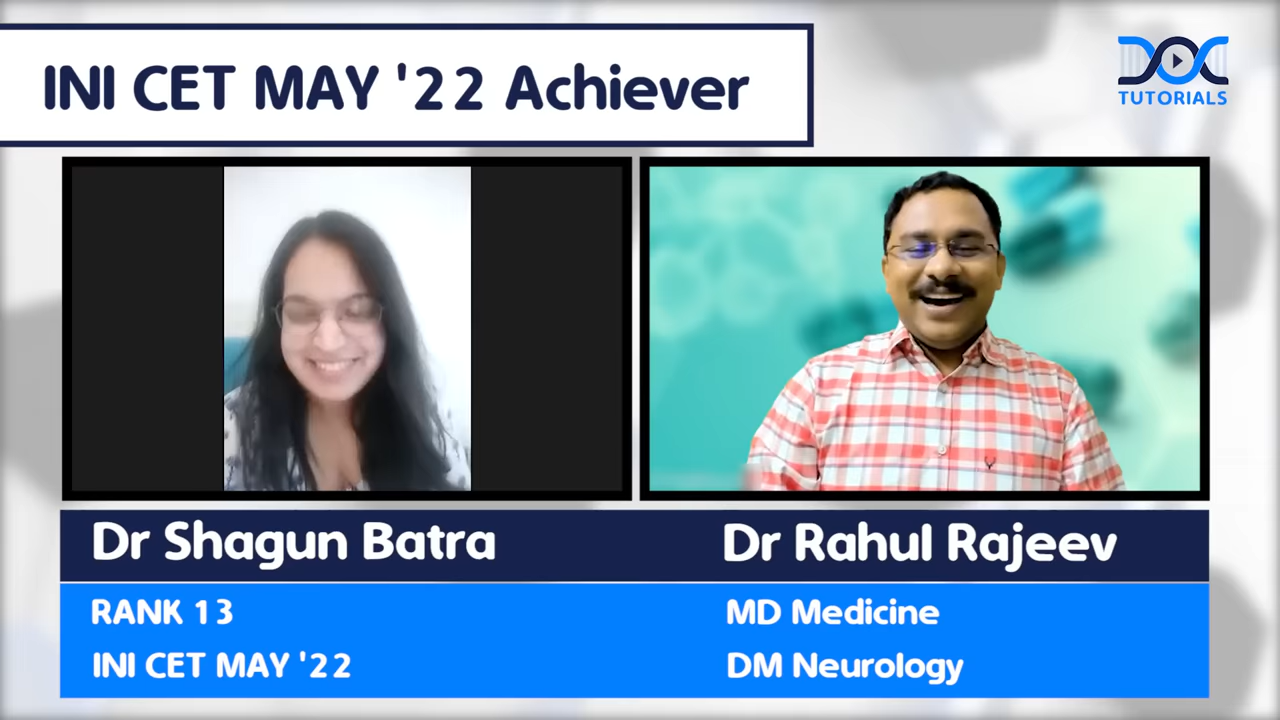 INI CET MAY '22 Achiever
DOC
TUTORIALS
Dr Shagun Batra
RANK 13
INI CET MAY '22
Dr Rahul Rajeev
MD Medicine
DM Neurology